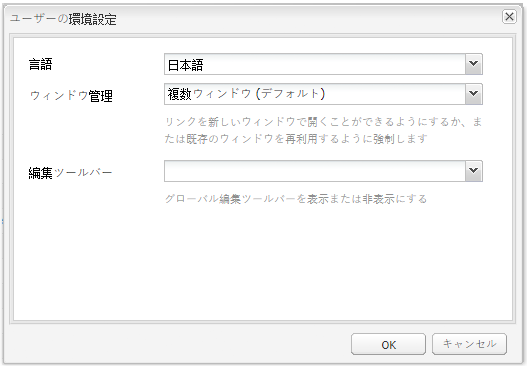 ユーザーの環境設定
言語
日本語
ウィンドウ管理
複数ウィンドウ (デフォルト)
リンクを新しいウィンドウで開くことができるようにするか、ま
たは既存のウィンドウを再利用するように強制します
編集ツールバー
グローバル編集ツールバーを表示または非表示にする
OK
キャンセル